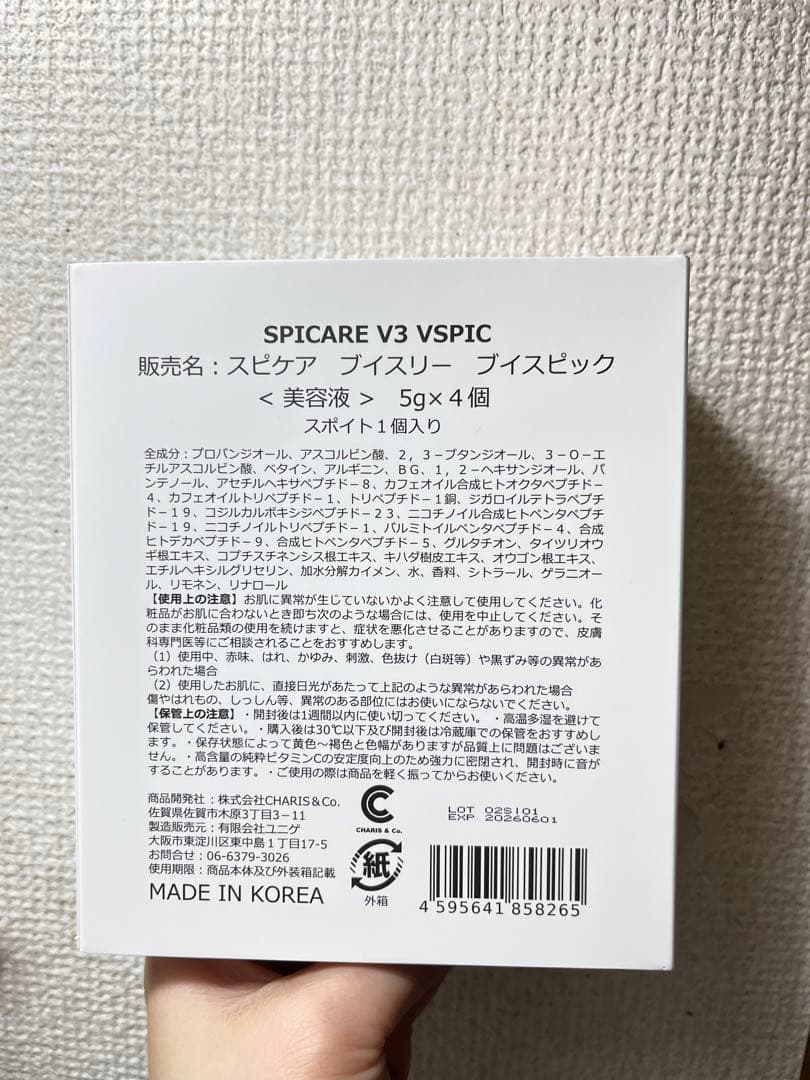 SPICARE V3 VSPIC
販売名：スピケア　ブイスリー　ブイスピック
＜ 美容液 ＞　5g×４個
スポイト１個入り
全成分：プロパンジオール、アスコルビン酸、２，３－ブタンジオール、３－Ｏ－エ
チルアスコルビン酸、ベタイン、アルギニン、ＢＧ、１，２－ヘキサンジオール、パ
ンテノール、アセチルヘキサペプチド－８、カフェオイル合成ヒトオクタペプチド－
４、カフェオイルトリペプチド－１、トリペプチド－１銅、ジガロイルテトラペプチ
ド－１９、コジルカルボキシジペプチド－２３、ニコチノイル合成ヒトペンタペプチ
ド－１９、ニコチノイルトリペプチド－１、パルミトイルペンタペプチド－４、合成
ヒトデカペプチド－９、合成ヒトペンタペプチド－５、グルタチオン、タイツリオウ
ギ根エキス、コプチスチネンシス根エキス、キハダ樹皮エキス、オウゴン根エキス、
エチルヘキシルグリセリン、加水分解カイメン、水、香料、シトラール、ゲラニオー
ル、リモネン、リナロール
【使用上の注意】お肌に異常が生じていないかよく注意して使用してください。化
粧品がお肌に合わないとき即ち次のような場合には、使用を中止してください。そ
のまま化粧品類の使用を続けますと、症状を悪化させることがありますので、皮膚
科専門医等にご相談されることをおすすめします。
（1）使用中、赤味、はれ、かゆみ、刺激、色抜け（白斑等）や黒ずみ等の異常があ
らわれた場合
（2）使用したお肌に、直接日光があたって上記のような異常があらわれた場合
傷やはれもの、しっしん等、異常のある部位にはお使いにならないでください。
【保管上の注意】・開封後は1週間以内に使い切ってください。・高温多湿を避けて
保管してください。・購入後は30℃以下及び開封後は冷蔵庫での保管をおすすめし
ます。・保存状態によって黄色～褐色と色幅がありますが品質上に問題はございま
せん。・高含量の純粋ビタミンCの安定度向上のため強力に密閉され、開封時に音が
することがあります。・ご使用の際は商品を軽く振ってからお使いください。
商品開発社：株式会社CHARIS＆Co.
佐賀県佐賀市木原3丁目3－11
製造販売元：有限会社ユニゲ
大阪市東淀川区東中島１丁目17-5
お問合せ：06-6379-3026
使用期限：商品本体及び外装箱記載
MADE IN KOREA
CHARIS & Co.
紙
外箱
LOT 02S101
EXP 20260601
4 595641 858265